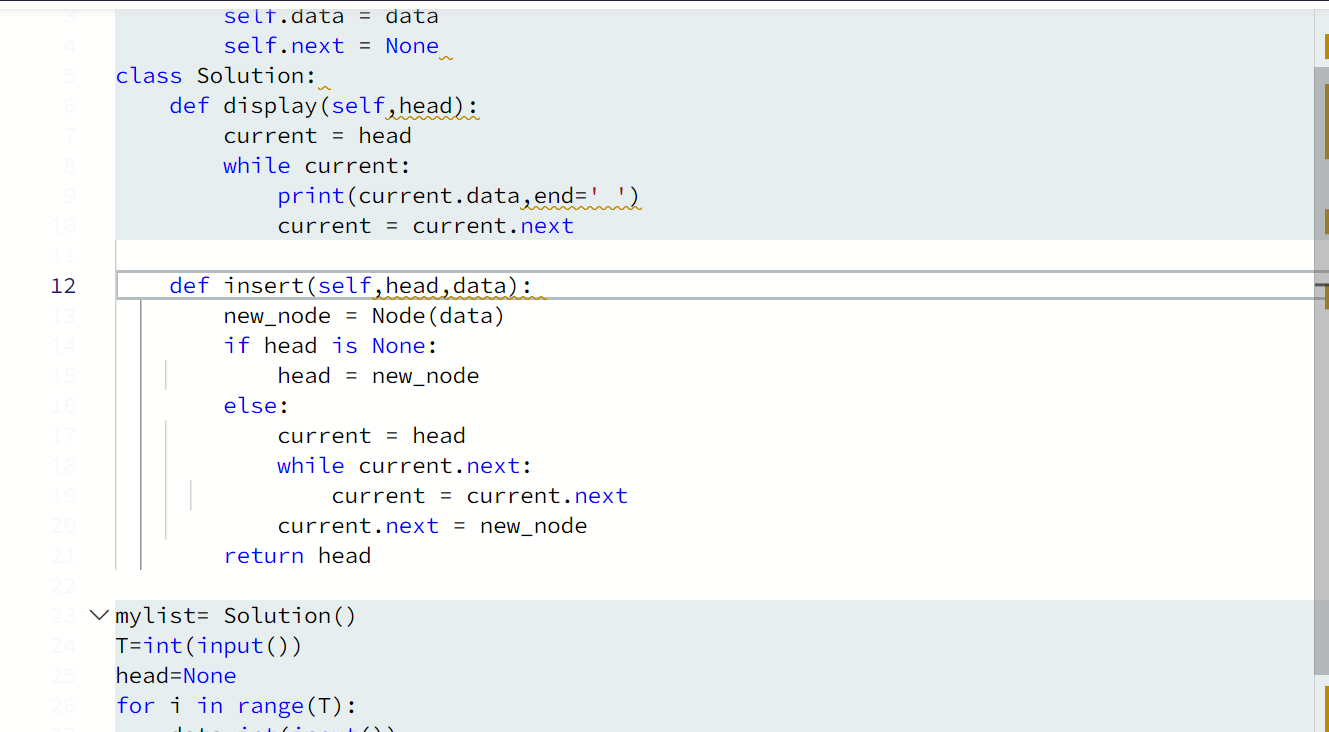 3 self.data = data
4 self.next = None
5 class Solution:
6 def display(self,head):
7 current = head
8 while current:
9 print(current.data,end=' ')
10 current = current.next
11
12 def insert(self,head,data):
13 new_node = Node(data)
14 if head is None:
15 head = new_node
16 else:
17 current = head
18 while current.next:
19 current = current.next
20 current.next = new_node
21 return head
22
23 mylist= Solution()
24 T=int(input())
25 head=None
26 for i in range(T):
27 data=int(input())